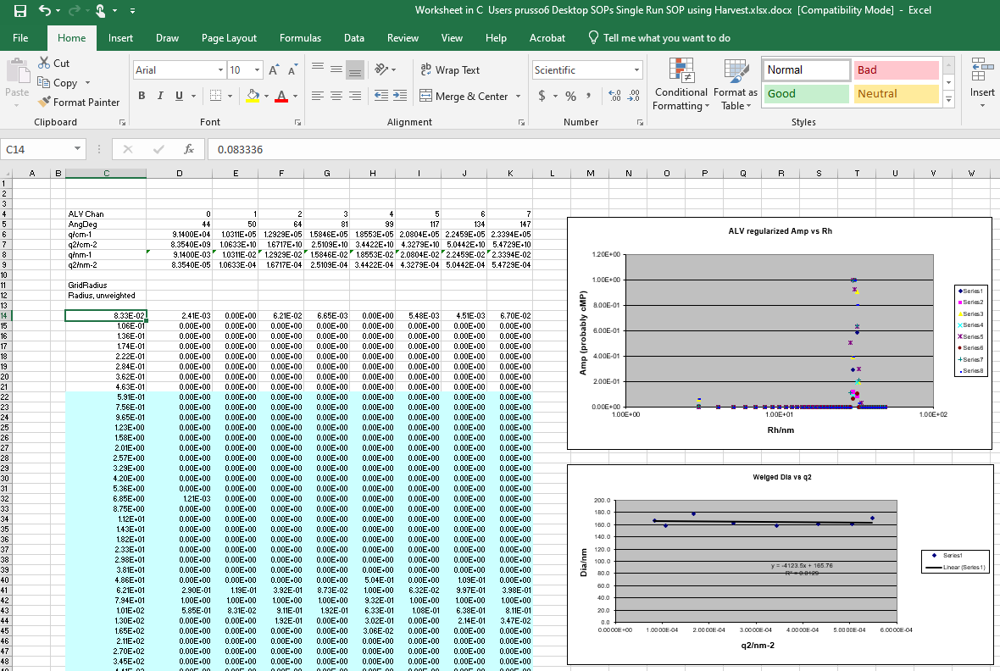 Worksheet in C Users prusso6 Desktop SOPs Single Run SOP using Harvest.xlsx.docx [Compatibility Mode] - Excel
File Home Insert Draw Page Layout Formulas Data Review View Help Acrobat Tell me what you want to do
Paste
Cut
Copy
Format Painter
Clipboard
Arial 10
B I U
Font
Wrap Text
Merge & Center
Alignment
Scientific
$ % ,
Number
Conditional Formatting
Format as Table
Normal Bad
Good Neutral
Styles
Insert
C14 fx 0.083336
A B C D E F G H I J K L M N O P Q R S T U V W
1
2
3
4 ALV Chan 0 1 2 3 4 5 6 7
5 AngDeg 44 50 64 81 99 117 134 147
6 q/cm-1 9.1400E+04 1.0311E+05 1.2929E+05 1.5846E+05 1.8553E+05 2.0804E+05 2.2459E+05 2.3394E+05
7 q2/cm-2 8.3540E+09 1.0633E+10 1.6717E+10 2.5109E+10 3.4422E+10 4.3279E+10 5.0442E+10 5.4729E+10
8 q/nm-1 9.1400E-03 1.0311E-02 1.2929E-02 1.5846E-02 1.8553E-02 2.0804E-02 2.2459E-02 2.3394E-02
9 q2/nm-2 8.3540E-05 1.0633E-04 1.6717E-04 2.5109E-04 3.4422E-04 4.3279E-04 5.0442E-04 5.4729E-04
10
11 GridRadius
12 Radius, unweighted
13
14 8.33E-02 2.41E-03 0.00E+00 6.21E-02 6.65E-03 0.00E+00 5.48E-03 4.51E-03 6.70E-02
15 1.06E-01 0.00E+00 0.00E+00 0.00E+00 0.00E+00 0.00E+00 0.00E+00 0.00E+00 0.00E+00
16 1.36E-01 0.00E+00 0.00E+00 0.00E+00 0.00E+00 0.00E+00 0.00E+00 0.00E+00 0.00E+00
17 1.74E-01 0.00E+00 0.00E+00 0.00E+00 0.00E+00 0.00E+00 0.00E+00 0.00E+00 0.00E+00
18 2.22E-01 0.00E+00 0.00E+00 0.00E+00 0.00E+00 0.00E+00 0.00E+00 0.00E+00 0.00E+00
19 2.84E-01 0.00E+00 0.00E+00 0.00E+00 0.00E+00 0.00E+00 0.00E+00 0.00E+00 0.00E+00
20 3.62E-01 0.00E+00 0.00E+00 0.00E+00 0.00E+00 0.00E+00 0.00E+00 0.00E+00 0.00E+00
21 4.63E-01 0.00E+00 0.00E+00 0.00E+00 0.00E+00 0.00E+00 0.00E+00 0.00E+00 0.00E+00
22 5.91E-01 0.00E+00 0.00E+00 0.00E+00 0.00E+00 0.00E+00 0.00E+00 0.00E+00 0.00E+00
23 7.56E-01 0.00E+00 0.00E+00 0.00E+00 0.00E+00 0.00E+00 0.00E+00 0.00E+00 0.00E+00
24 9.65E-01 0.00E+00 0.00E+00 0.00E+00 0.00E+00 0.00E+00 0.00E+00 0.00E+00 0.00E+00
25 1.23E+00 0.00E+00 0.00E+00 0.00E+00 0.00E+00 0.00E+00 0.00E+00 0.00E+00 0.00E+00
26 1.58E+00 0.00E+00 0.00E+00 0.00E+00 0.00E+00 0.00E+00 0.00E+00 0.00E+00 0.00E+00
27 2.01E+00 0.00E+00 0.00E+00 0.00E+00 0.00E+00 0.00E+00 0.00E+00 0.00E+00 0.00E+00
28 2.57E+00 0.00E+00 0.00E+00 0.00E+00 0.00E+00 0.00E+00 0.00E+00 0.00E+00 0.00E+00
29 3.29E+00 0.00E+00 0.00E+00 0.00E+00 0.00E+00 0.00E+00 0.00E+00 0.00E+00 0.00E+00
30 4.20E+00 0.00E+00 0.00E+00 0.00E+00 0.00E+00 0.00E+00 0.00E+00 0.00E+00 0.00E+00
31 5.36E+00 0.00E+00 0.00E+00 0.00E+00 0.00E+00 0.00E+00 0.00E+00 0.00E+00 0.00E+00
32 6.85E+00 1.21E-03 0.00E+00 0.00E+00 0.00E+00 0.00E+00 0.00E+00 0.00E+00 0.00E+00
33 8.75E+00 0.00E+00 0.00E+00 0.00E+00 0.00E+00 0.00E+00 0.00E+00 0.00E+00 0.00E+00
34 1.12E+01 0.00E+00 0.00E+00 0.00E+00 0.00E+00 0.00E+00 0.00E+00 0.00E+00 0.00E+00
35 1.43E+01 0.00E+00 0.00E+00 0.00E+00 0.00E+00 0.00E+00 0.00E+00 0.00E+00 0.00E+00
36 1.82E+01 0.00E+00 0.00E+00 0.00E+00 0.00E+00 0.00E+00 0.00E+00 0.00E+00 0.00E+00
37 2.33E+01 0.00E+00 0.00E+00 0.00E+00 0.00E+00 0.00E+00 0.00E+00 0.00E+00 0.00E+00
38 2.98E+01 0.00E+00 0.00E+00 0.00E+00 0.00E+00 0.00E+00 0.00E+00 0.00E+00 0.00E+00
39 3.81E+01 0.00E+00 0.00E+00 0.00E+00 0.00E+00 0.00E+00 0.00E+00 0.00E+00 0.00E+00
40 4.86E+01 0.00E+00 0.00E+00 0.00E+00 0.00E+00 5.04E-01 0.00E+00 1.09E-01 0.00E+00
41 6.21E+01 2.90E-01 1.19E-01 3.92E-01 8.73E-02 1.00E+00 6.32E-02 9.97E-01 3.98E-01
42 7.94E+01 1.00E+00 1.00E+00 1.00E+00 1.00E+00 9.32E-01 1.00E+00 1.00E+00 1.00E+00
43 1.01E+02 5.85E-01 8.31E-02 9.11E-01 1.92E-01 6.33E-01 1.08E-01 6.38E-01 8.11E-01
44 1.30E+02 0.00E+00 0.00E+00 1.92E-01 0.00E+00 3.02E-01 0.00E+00 2.14E-01 3.47E-02
45 1.65E+02 0.00E+00 0.00E+00 0.00E+00 0.00E+00 3.06E-02 0.00E+00 0.00E+00 0.00E+00
46 2.11E+02 0.00E+00 0.00E+00 0.00E+00 0.00E+00 0.00E+00 0.00E+00 0.00E+00 0.00E+00
47 2.70E+02 0.00E+00 0.00E+00 0.00E+00 0.00E+00 0.00E+00 0.00E+00 0.00E+00 0.00E+00
48 3.45E+02 0.00E+00 0.00E+00 0.00E+00 0.00E+00 0.00E+00 0.00E+00 0.00E+00 0.00E+00
ALV regularized Amp vs Rh
Amp (probably cMP)
1.20E+00
1.00E+00
8.00E-01
6.00E-01
4.00E-01
2.00E-01
0.00E+00
1.00E+00 1.00E+01 1.00E+02
Rh/nm
Series1
Series2
Series3
Series4
Series5
Series6
Series7
Series8
Weiged Dia vs q2
Dia/nm
200.0
180.0
160.0
140.0
120.0
100.0
80.0
60.0
40.0
20.0
0.0
y = -4123.5x + 165.76
R² = 0.0129
0.0000E+00 1.0000E-04 2.0000E-04 3.0000E-04 4.0000E-04 5.0000E-04 6.0000E-04
q2/nm-2
Series1
Linear (Series1)